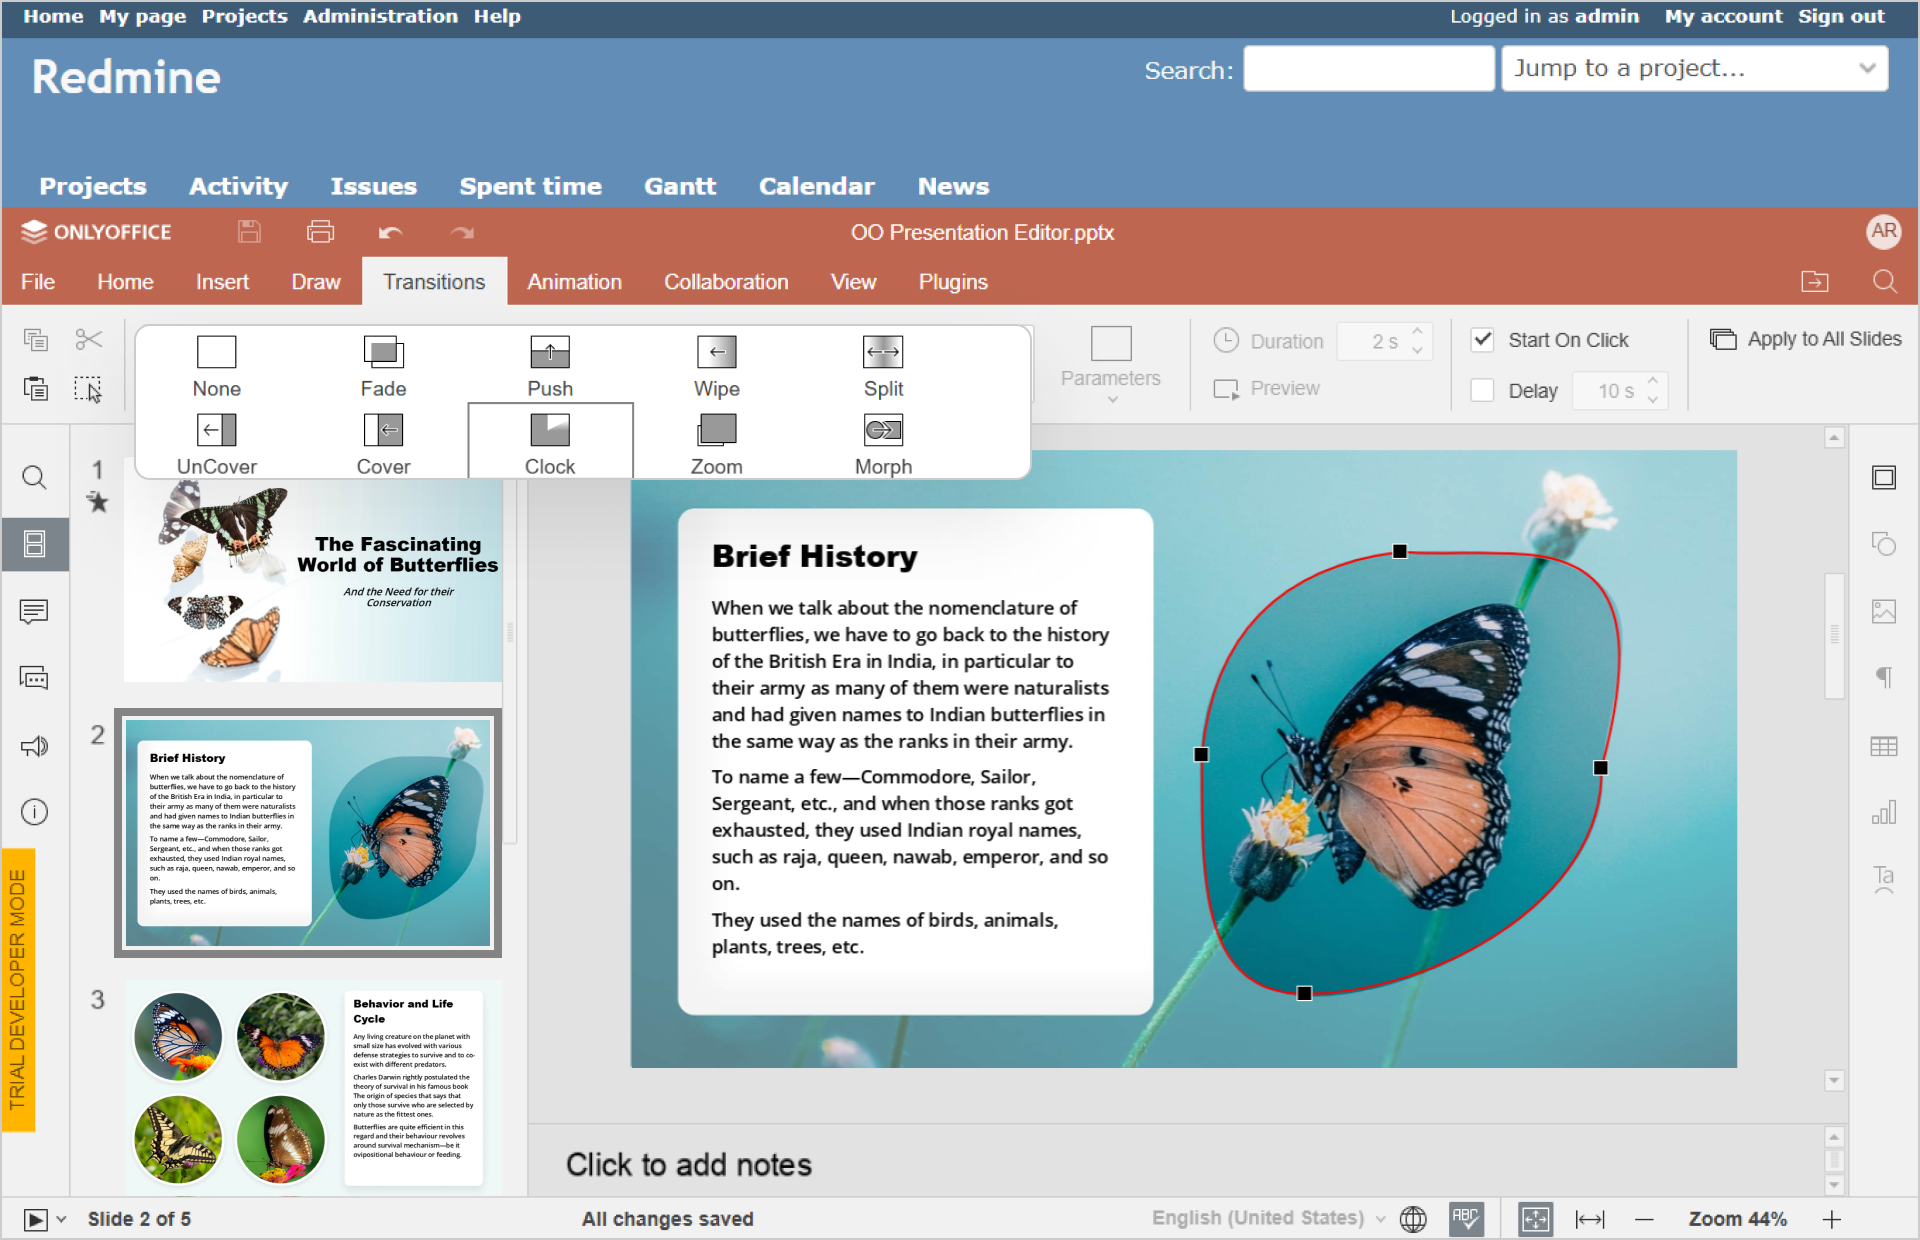 Home My page Projects Administration Help
Logged in as admin My account Sign out
Redmine
Search:
Jump to a project...
Projects Activity Issues Spent time Gantt Calendar News
ONLYOFFICE
OO Presentation Editor.pptx
AR
File Home Insert Draw Transitions Animation Collaboration View Plugins
None Fade Push Wipe Split
UnCover Cover Clock Zoom Morph
Parameters
Duration 2 s
Preview
Start On Click
Delay 10 s
Apply to All Slides
1
The Fascinating
World of Butterflies
And the Need for their
Conservation
2
Brief History
When we talk about the nomenclature of
butterflies, we have to go back to the history
of the British Era in India, in particular to
their army as many of them were naturalists
and had given names to Indian butterflies in
the same way as the ranks in their army.
To name a few—Commodore, Sailor,
Sergeant, etc., and when those ranks got
exhausted, they used Indian royal names,
such as raja, queen, nawab, emperor, and so
on.
They used the names of birds, animals,
plants, trees, etc.
3
Behavior and Life
Cycle
Any living creature on the planet with
small size has evolved with various
defense strategies to survive and to co-
exist with different predators.
Charles Darwin rightly postulated the
theory of survival in his famous book
The origin of species that says that
only those survive who are selected by
nature as the fittest ones.
Butterflies are quite efficient in this
regard and their behaviour revolves
around survival mechanism—be it
ovipositional behaviour or feeding.
Brief History
When we talk about the nomenclature of
butterflies, we have to go back to the history
of the British Era in India, in particular to
their army as many of them were naturalists
and had given names to Indian butterflies in
the same way as the ranks in their army.
To name a few—Commodore, Sailor,
Sergeant, etc., and when those ranks got
exhausted, they used Indian royal names,
such as raja, queen, nawab, emperor, and so
on.
They used the names of birds, animals,
plants, trees, etc.
Ta
TRIAL DEVELOPER MODE
Click to add notes
Slide 2 of 5
All changes saved
English (United States)
ABC
Zoom 44%